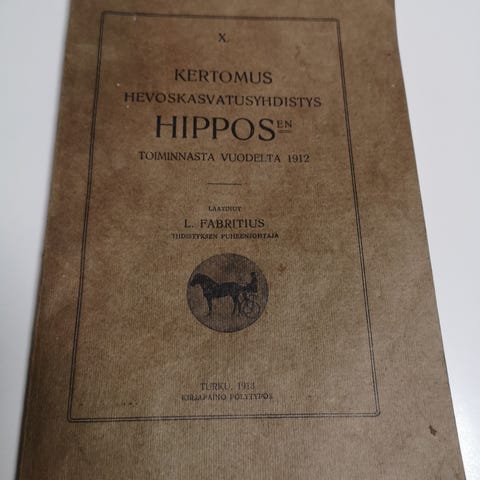 X.
KERTOMUS
HEVOSKASVATUSYHDISTYS
HIPPOSEN
TOIMINNASTA VUODELTA 1912
LAATINUT
L. FABRITIUS
YHDISTYKSEN PUHEENJOHTAJA
TURKU, 1913
KIRJAPAINO POLYTYPOS